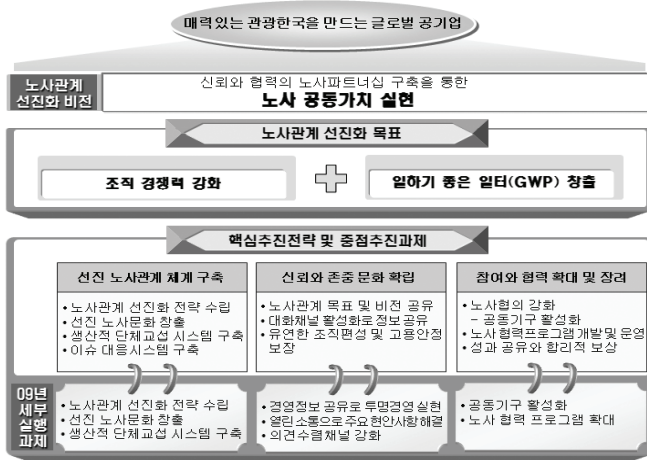 매력있는 관광한국을 만드는 글로벌 공기업
노사관계
선진화 비전
신뢰와 협력의 노사파트너십 구축을 통한
노사 공동가치 실현
노사관계 선진화 목표
조직 경쟁력 강화
일하기 좋은 일터(GWP) 창출
핵심추진전략 및 중점추진과제
선진 노사관계 체계 구축
• 노사관계 선진화 전략 수립
• 선진 노사문화 창출
• 생산적 단체교섭 시스템 구축
• 이슈 대응시스템 구축
신뢰와 존중 문화 확립
• 노사관계 목표 및 비전 공유
• 대화채널 활성화로 정보공유
• 유연한 조직편성 및 고용안정
보장
참여와 협력 확대 및 장려
• 노사협의 강화
– 공동기구 활성화
• 노사 협력프로그램 개발 및 운영
• 성과 공유와 합리적 보상
09년
세부
실행
과제
• 노사관계 선진화 전략 수립
• 선진 노사문화 창출
• 생산적 단체교섭 시스템 구축
• 경영정보 공유로 투명경영 실현
• 열린 소통으로 주요 현안사항 해결
• 의견수렴채널 강화
• 공동기구 활성화
• 노사 협력 프로그램 확대